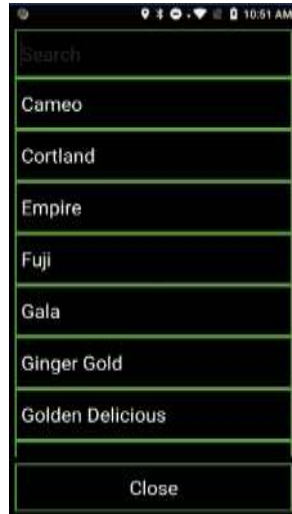 10:51 AM
Search
Cameo
Cortland
Empire
Fuji
Gala
Ginger Gold
Golden Delicious
Close